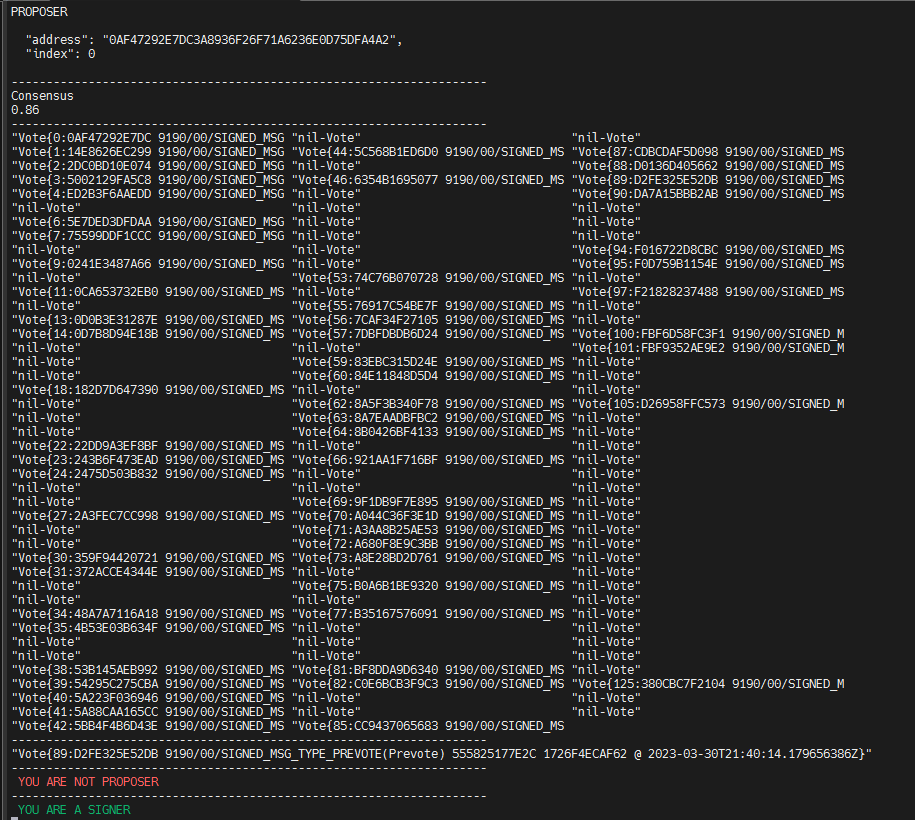 PROPOSER
"address": "0AF47292E7DC3A8936F26F71A6236E0D75DFA4A2",
"index": 0
--------------------------------------------------------------------
Consensus
0.86
--------------------------------------------------------------------
"Vote{0:0AF47292E7DC 9190/00/SIGNED_MSG "nil-Vote" "nil-Vote"
"Vote{1:14E8626EC299 9190/00/SIGNED_MSG "Vote{44:5C568B1ED6D0 9190/00/SIGNED_MS "Vote{87:CDBCDAF5D098 9190/00/SIGNED_MS
"Vote{2:2DC0BD10E074 9190/00/SIGNED_MSG "nil-Vote" "Vote{88:D0136D405662 9190/00/SIGNED_MS
"Vote{3:5002129FA5C8 9190/00/SIGNED_MSG "Vote{46:6354B1695077 9190/00/SIGNED_MS "Vote{89:D2FE325E52DB 9190/00/SIGNED_MS
"Vote{4:ED2B3F6AAEDD 9190/00/SIGNED_MSG "nil-Vote" "Vote{90:DA7A15BBB2AB 9190/00/SIGNED_MS
"nil-Vote" "nil-Vote" "nil-Vote"
"Vote{6:5E7DED3DFDAA 9190/00/SIGNED_MSG "nil-Vote" "nil-Vote"
"Vote{7:75599DDF1CCC 9190/00/SIGNED_MSG "nil-Vote" "nil-Vote"
"nil-Vote" "nil-Vote" "Vote{94:F016722D8CBC 9190/00/SIGNED_MS
"Vote{9:0241E3487A66 9190/00/SIGNED_MSG "nil-Vote" "Vote{95:F0D759B1154E 9190/00/SIGNED_MS
"nil-Vote" "Vote{53:74C76B070728 9190/00/SIGNED_MS "nil-Vote"
"Vote{11:0CA653732EB0 9190/00/SIGNED_MS "nil-Vote" "Vote{97:F21828237488 9190/00/SIGNED_MS
"nil-Vote" "Vote{55:76917C54BE7F 9190/00/SIGNED_MS "nil-Vote"
"Vote{13:0D0B3E31287E 9190/00/SIGNED_MS "Vote{56:7CAF34F27105 9190/00/SIGNED_MS "nil-Vote"
"Vote{14:0D7B8D94E18B 9190/00/SIGNED_MS "Vote{57:7DBFDBDB6D24 9190/00/SIGNED_MS "Vote{100:FBF6D58FC3F1 9190/00/SIGNED_M
"nil-Vote" "nil-Vote" "Vote{101:FBF9352AE9E2 9190/00/SIGNED_M
"nil-Vote" "Vote{59:83EBC315D24E 9190/00/SIGNED_MS "nil-Vote"
"nil-Vote" "Vote{60:84E11848D5D4 9190/00/SIGNED_MS "nil-Vote"
"Vote{18:182D7D647390 9190/00/SIGNED_MS "nil-Vote" "nil-Vote"
"nil-Vote" "Vote{62:8A5F3B340F78 9190/00/SIGNED_MS "Vote{105:D26958FFC573 9190/00/SIGNED_M
"nil-Vote" "Vote{63:8A7EAADBFBC2 9190/00/SIGNED_MS "nil-Vote"
"nil-Vote" "Vote{64:8B0426BF4133 9190/00/SIGNED_MS "nil-Vote"
"Vote{22:22DD9A3EF8BF 9190/00/SIGNED_MS "nil-Vote" "nil-Vote"
"Vote{23:243B6F473EAD 9190/00/SIGNED_MS "Vote{66:921AA1F716BF 9190/00/SIGNED_MS "nil-Vote"
"Vote{24:2475D503B832 9190/00/SIGNED_MS "nil-Vote" "nil-Vote"
"nil-Vote" "nil-Vote" "nil-Vote"
"nil-Vote" "Vote{69:9F1DB9F7E895 9190/00/SIGNED_MS "nil-Vote"
"Vote{27:2A3FEC7CC998 9190/00/SIGNED_MS "Vote{70:A044C36F3E1D 9190/00/SIGNED_MS "nil-Vote"
"nil-Vote" "Vote{71:A3AA8B25AE53 9190/00/SIGNED_MS "nil-Vote"
"nil-Vote" "Vote{72:A680F8E9C3BB 9190/00/SIGNED_MS "nil-Vote"
"Vote{30:359F94420721 9190/00/SIGNED_MS "Vote{73:A8E28BD2D761 9190/00/SIGNED_MS "nil-Vote"
"Vote{31:372ACCE4344E 9190/00/SIGNED_MS "nil-Vote" "nil-Vote"
"nil-Vote" "Vote{75:B0A6B1BE9320 9190/00/SIGNED_MS "nil-Vote"
"nil-Vote" "nil-Vote" "nil-Vote"
"Vote{34:48A7A7116A18 9190/00/SIGNED_MS "Vote{77:B35167576091 9190/00/SIGNED_MS "nil-Vote"
"Vote{35:4B53E03B634F 9190/00/SIGNED_MS "nil-Vote" "nil-Vote"
"nil-Vote" "nil-Vote" "nil-Vote"
"nil-Vote" "nil-Vote" "nil-Vote"
"Vote{38:53B145AEB992 9190/00/SIGNED_MS "Vote{81:BF8DDA9D6340 9190/00/SIGNED_MS "nil-Vote"
"Vote{39:54295C275CBA 9190/00/SIGNED_MS "Vote{82:C0E6BCB3F9C3 9190/00/SIGNED_MS "Vote{125:380CBC7F2104 9190/00/SIGNED_M
"Vote{40:5A223F036946 9190/00/SIGNED_MS "nil-Vote" "nil-Vote"
"Vote{41:5A88CAA165CC 9190/00/SIGNED_MS "nil-Vote" "nil-Vote"
"Vote{42:5BB4F4B6D43E 9190/00/SIGNED_MS "Vote{85:CC9437065683 9190/00/SIGNED_MS
--------------------------------------------------------------------
"Vote{89:D2FE325E52DB 9190/00/SIGNED_MSG_TYPE_PREVOTE(Prevote) 555825177E2C 1726F4ECAF62 @ 2023-03-30T21:40:14.179656386Z}"
--------------------------------------------------------------------
YOU ARE NOT PROPOSER
--------------------------------------------------------------------
YOU ARE A SIGNER